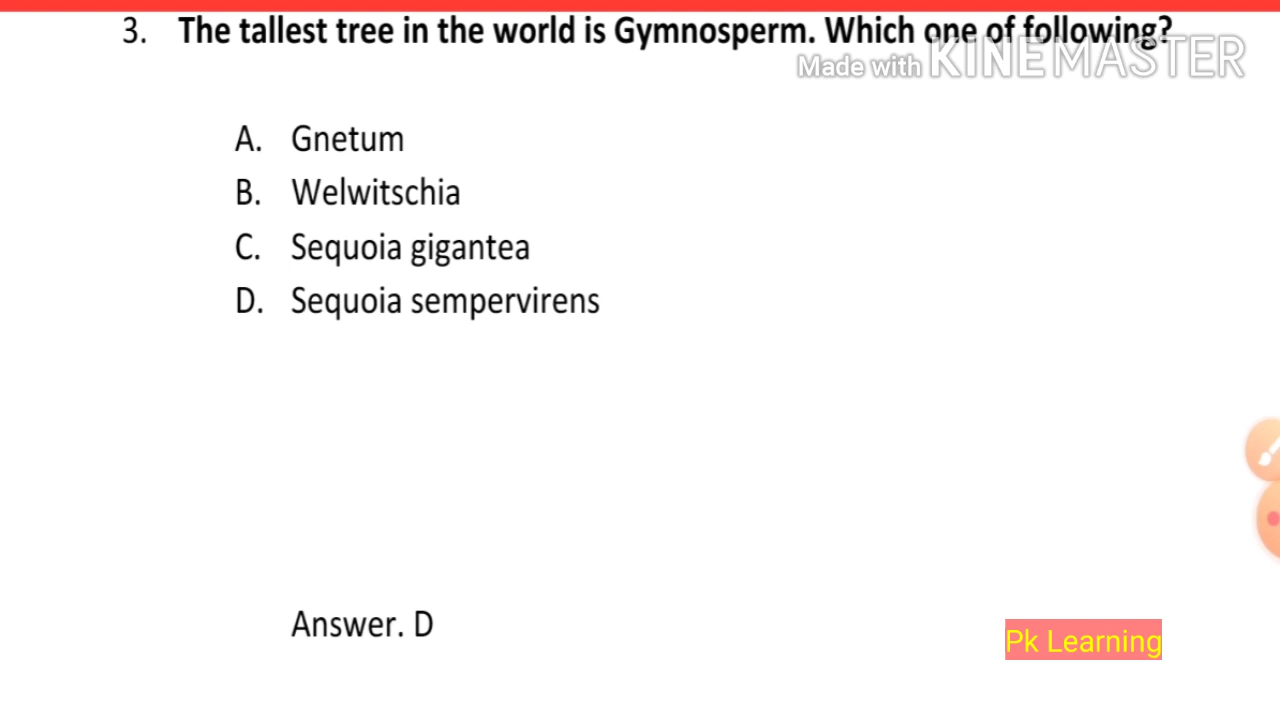 3. The tallest tree in the world is Gymnosperm. Which one of following?
Made with KINEMASTER
A. Gnetum
B. Welwitschia
C. Sequoia gigantea
D. Sequoia sempervirens
Answer. D
Pk Learning